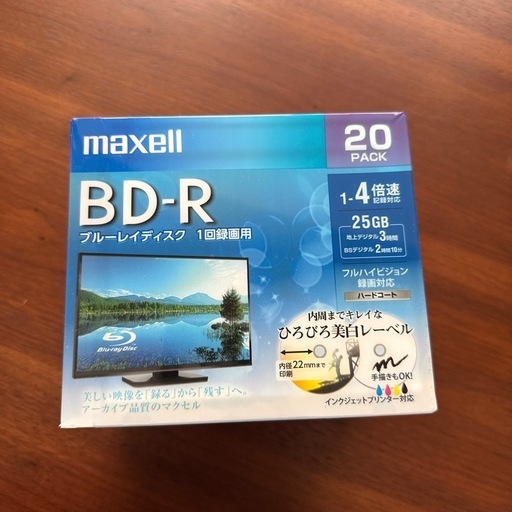 maxell
20
PACK
BD-R
ブルーレイディスク 1回録画用
1-4倍速
記録対応
25GB
地上デジタル3時間
BSデジタル2時間10分
フルハイビジョン
録画対応
ハードコート
Blu-ray Disc
内周までキレイな
ひろびろ美白レーベル
内径22mmまで
印刷
手描きもOK!
インクジェットプリンター対応
美しい映像を「録る」から「残す」へ。
アーカイブ品質のマクセル